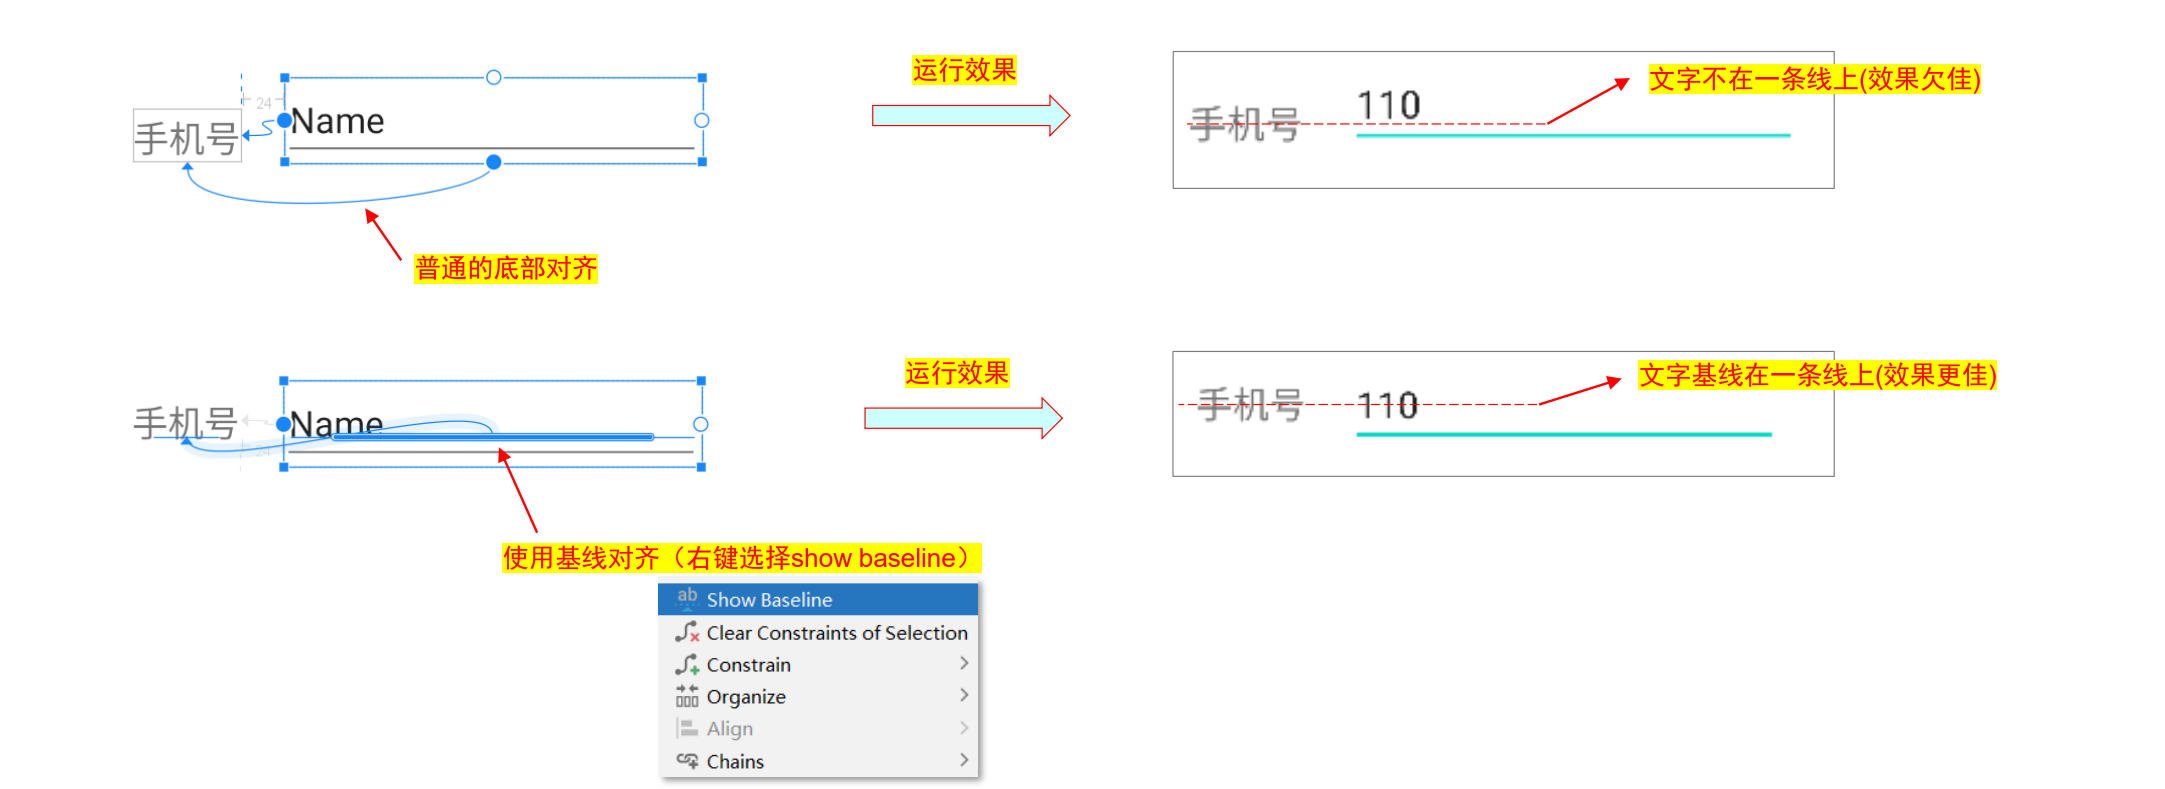 运行效果
文字不在一条线上(效果欠佳)
24
手机号
Name
手机号
110
普通的底部对齐
运行效果
文字基线在一条线上(效果更佳)
手机号
Name
24
手机号
110
使用基线对齐（右键选择show baseline）
ab
Show Baseline
Clear Constraints of Selection
Constrain
Organize
Align
Chains